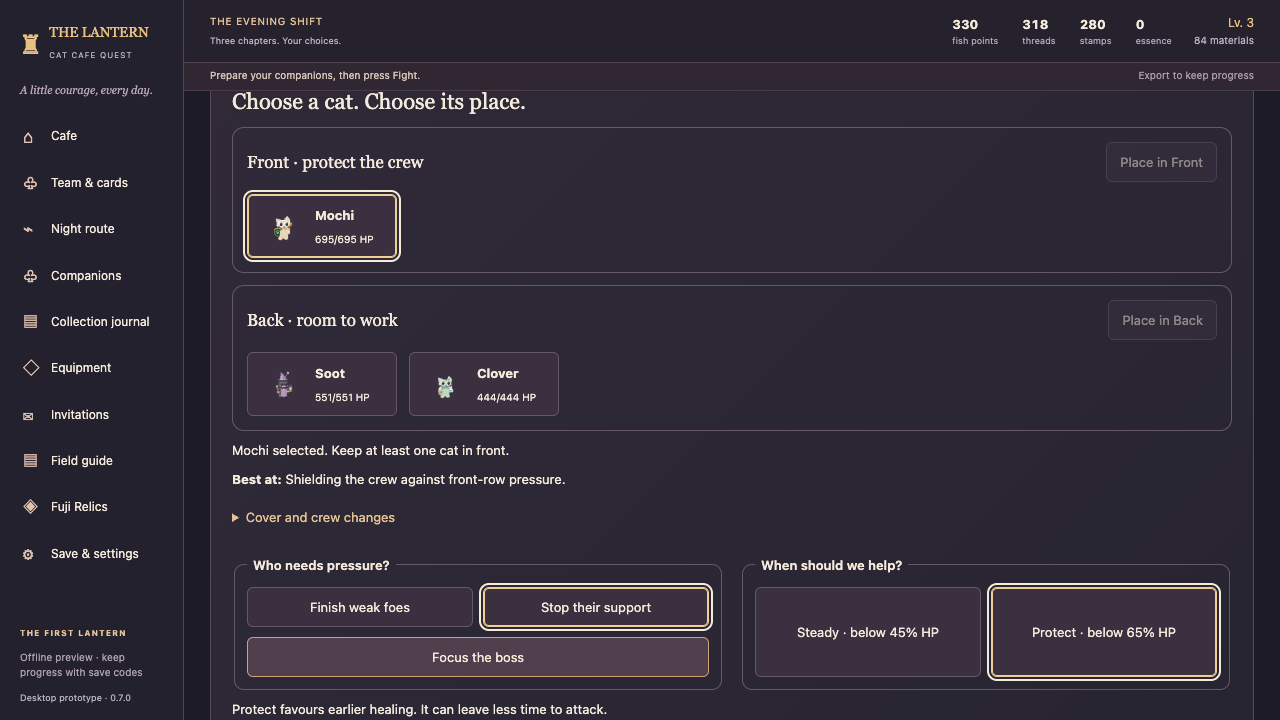 THE LANTERN
CAT CAFE QUEST
A little courage, every day.
Cafe
Team & cards
Night route
Companions
Collection journal
Equipment
Invitations
Field guide
Fuji Relics
Save & settings
THE FIRST LANTERN
Offline preview · keep
progress with save codes
Desktop prototype · 0.7.0
THE EVENING SHIFT
Three chapters. Your choices.
330
fish points
318
threads
280
stamps
0
essence
Lv. 3
84 materials
Prepare your companions, then press Fight.
Export to keep progress
Choose a cat. Choose its place.
Front · protect the crew
Place in Front
Mochi
695/695 HP
Back · room to work
Place in Back
Soot
551/551 HP
Clover
444/444 HP
Mochi selected. Keep at least one cat in front.
Best at: Shielding the crew against front-row pressure.
Cover and crew changes
Who needs pressure?
Finish weak foes
Stop their support
Focus the boss
When should we help?
Steady · below 45% HP
Protect · below 65% HP
Protect favours earlier healing. It can leave less time to attack.